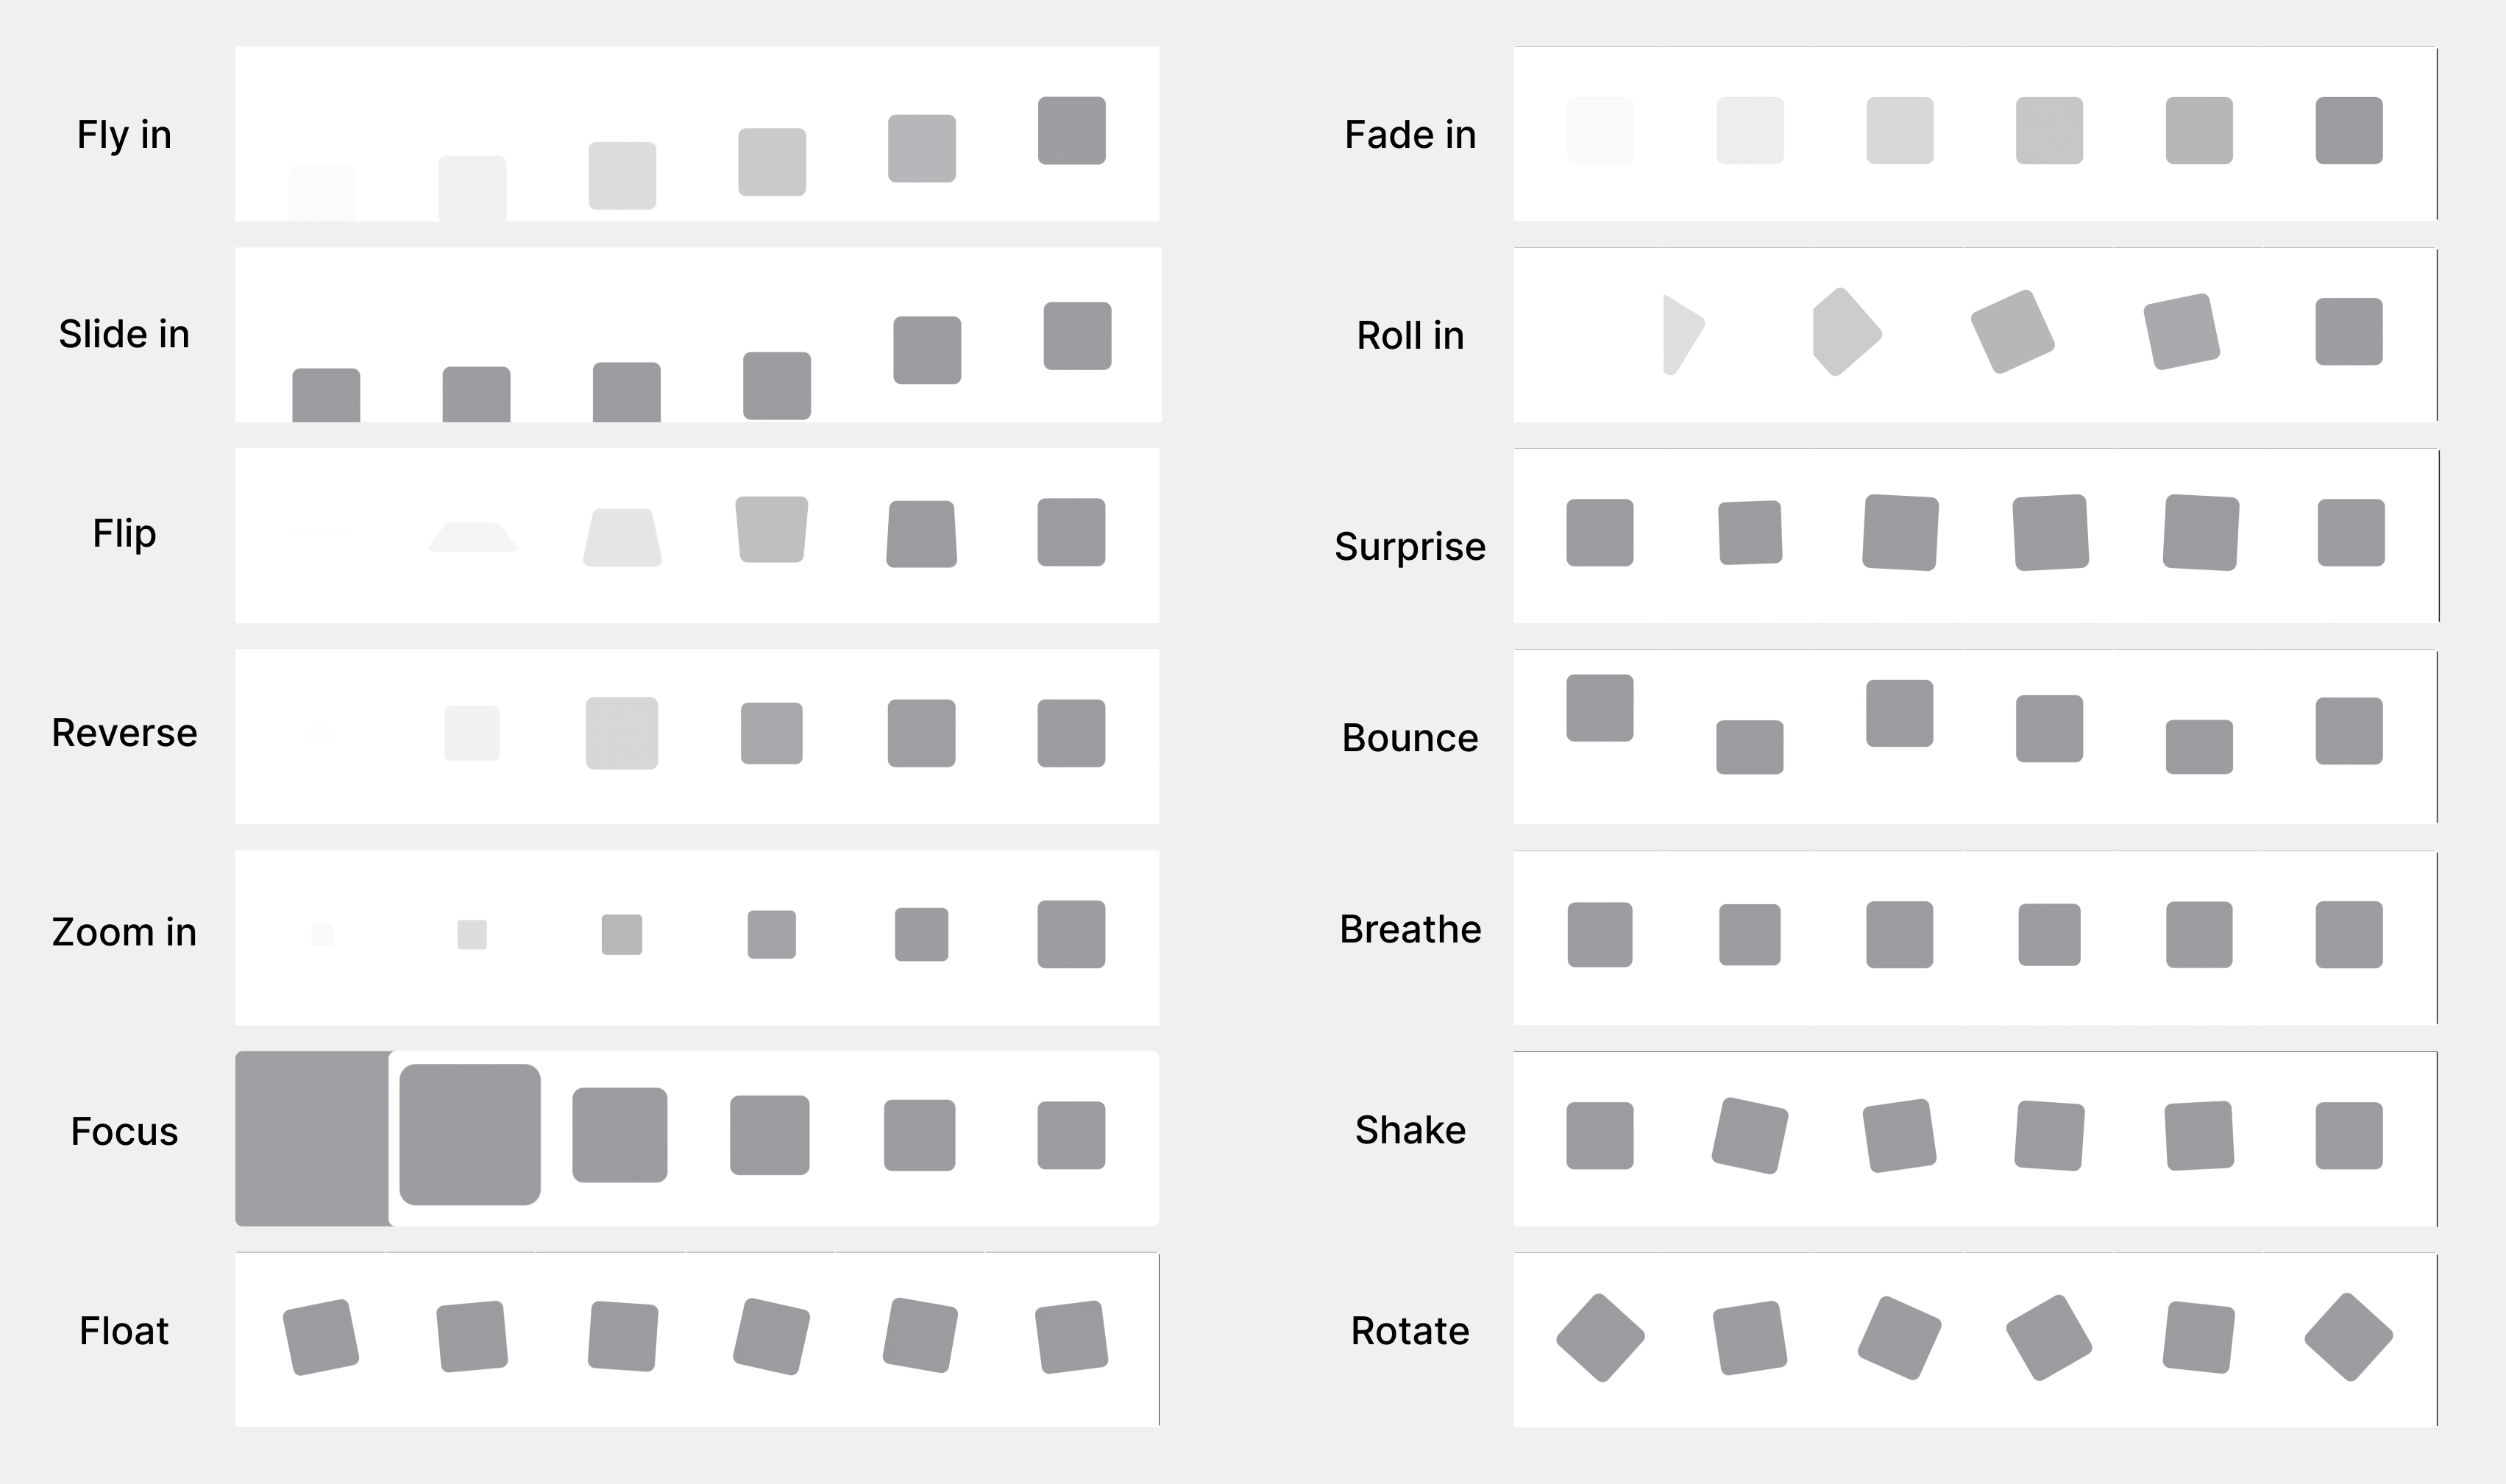 Fly in
Fade in
Slide in
Roll in
Flip
Surprise
Reverse
Bounce
Zoom in
Breathe
Focus
Shake
Float
Rotate